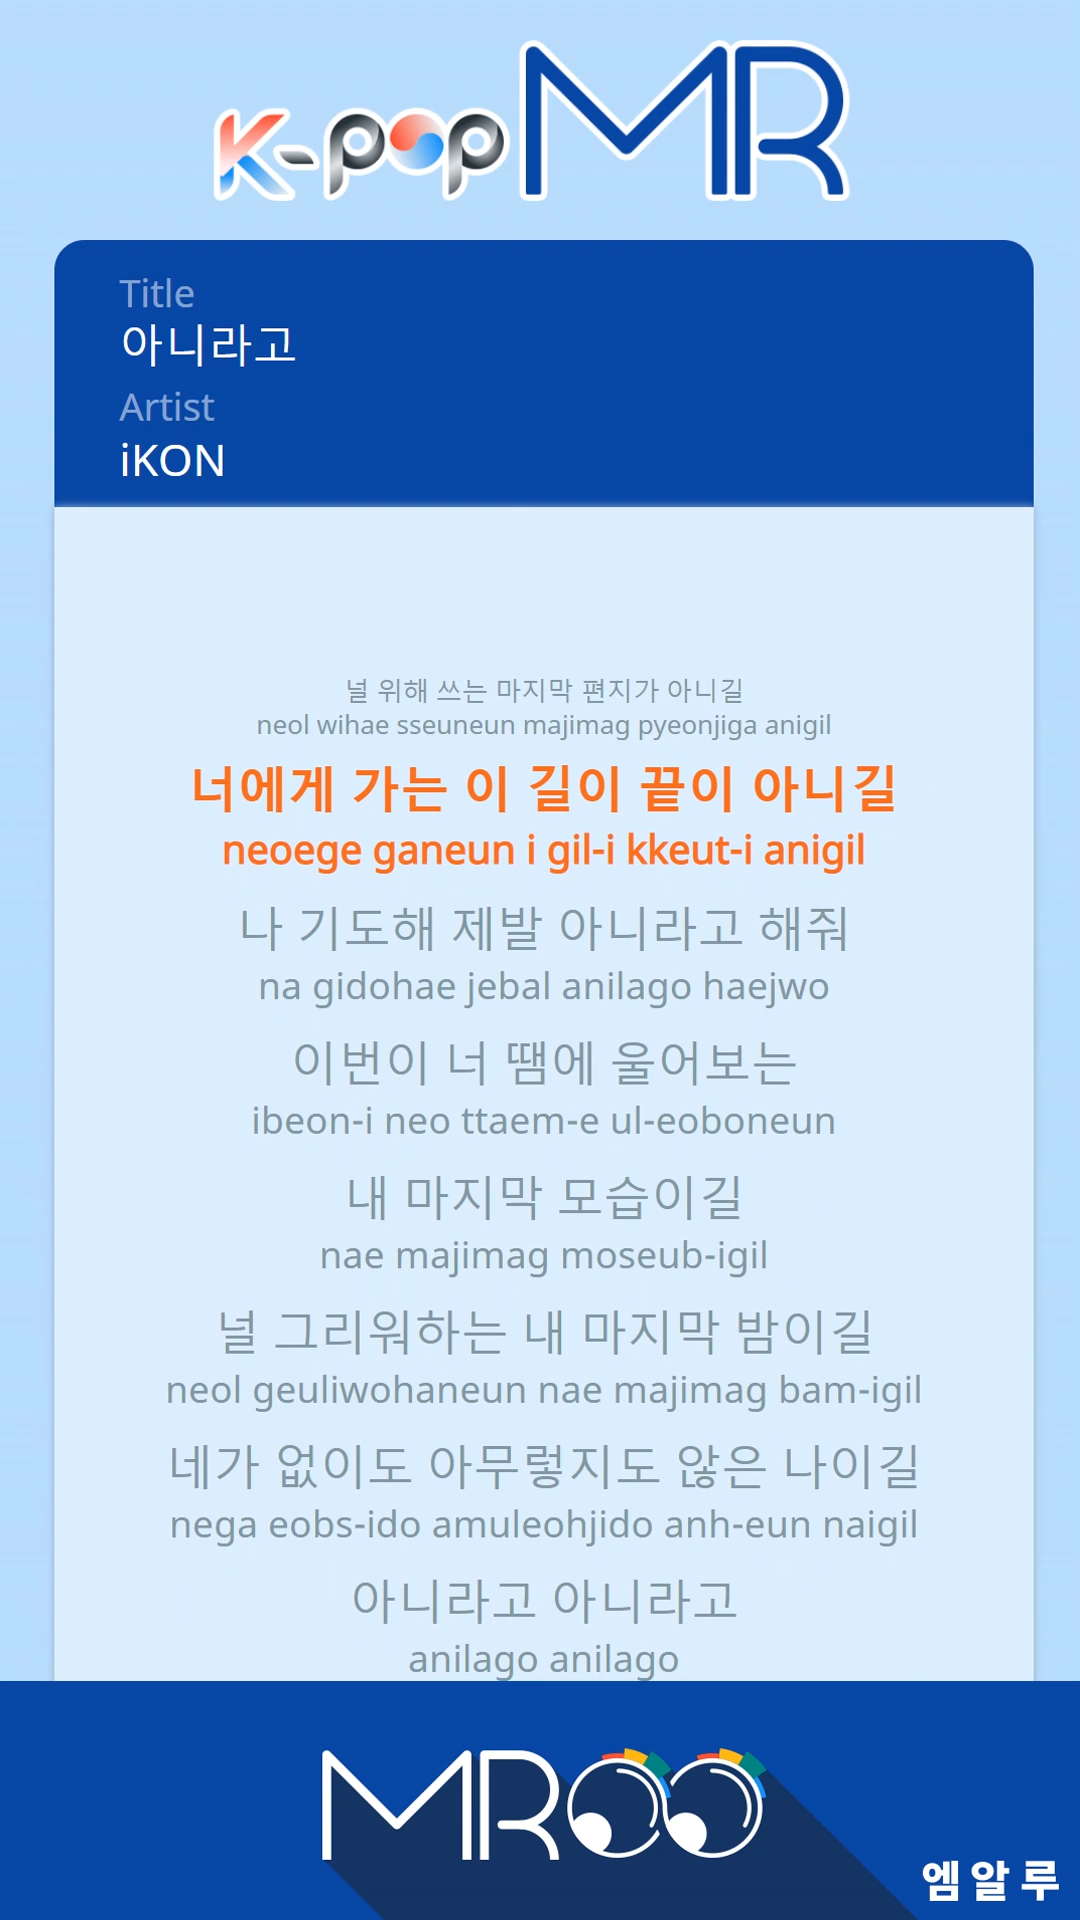 K-pop MR
Title
아니라고
Artist
iKON
널 위해 쓰는 마지막 편지가 아니길
neol wihae sseuneun majimag pyeonjiga anigil
너에게 가는 이 길이 끝이 아니길
neoege ganeun i gil-i kkeut-i anigil
나 기도해 제발 아니라고 해줘
na gidohae jebal anilago haejwo
이번이 너 땜에 울어보는
ibeon-i neo ttaem-e ul-eoboneun
내 마지막 모습이길
nae majimag moseub-igil
널 그리워하는 내 마지막 밤이길
neol geuliwohaneun nae majimag bam-igil
네가 없이도 아무렇지도 않은 나이길
nega eobs-ido amuleohjido anh-eun naigil
아니라고 아니라고
anilago anilago
MROO
엠알루